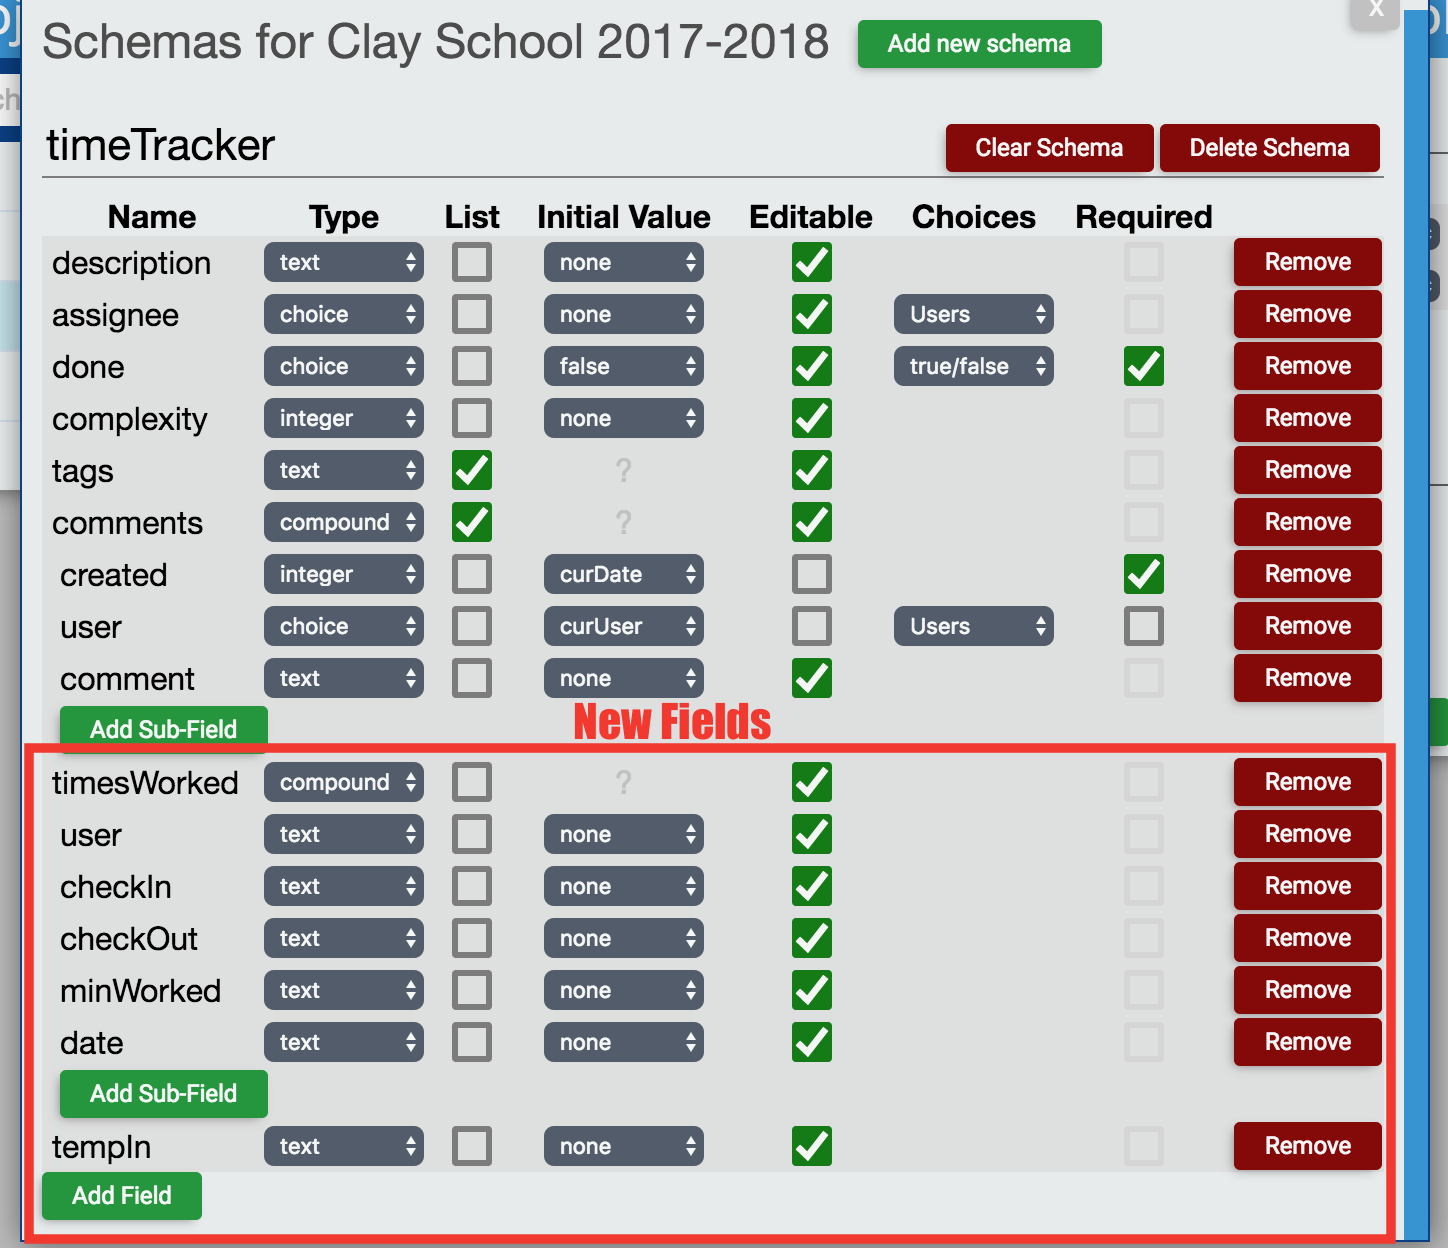 X
Schemas for Clay School 2017-2018 Add new schema
timeTracker Clear Schema Delete Schema
Name Type List Initial Value Editable Choices Required
description text none Remove
assignee choice none Users Remove
done choice false true/false Remove
complexity integer none Remove
tags text ? Remove
comments compound ? Remove
created integer curDate Remove
user choice curUser Users Remove
comment text none Remove
Add Sub-Field New Fields
timesWorked compound ? Remove
user text none Remove
checkIn text none Remove
checkOut text none Remove
minWorked text none Remove
date text none Remove
Add Sub-Field
tempIn text none Remove
Add Field